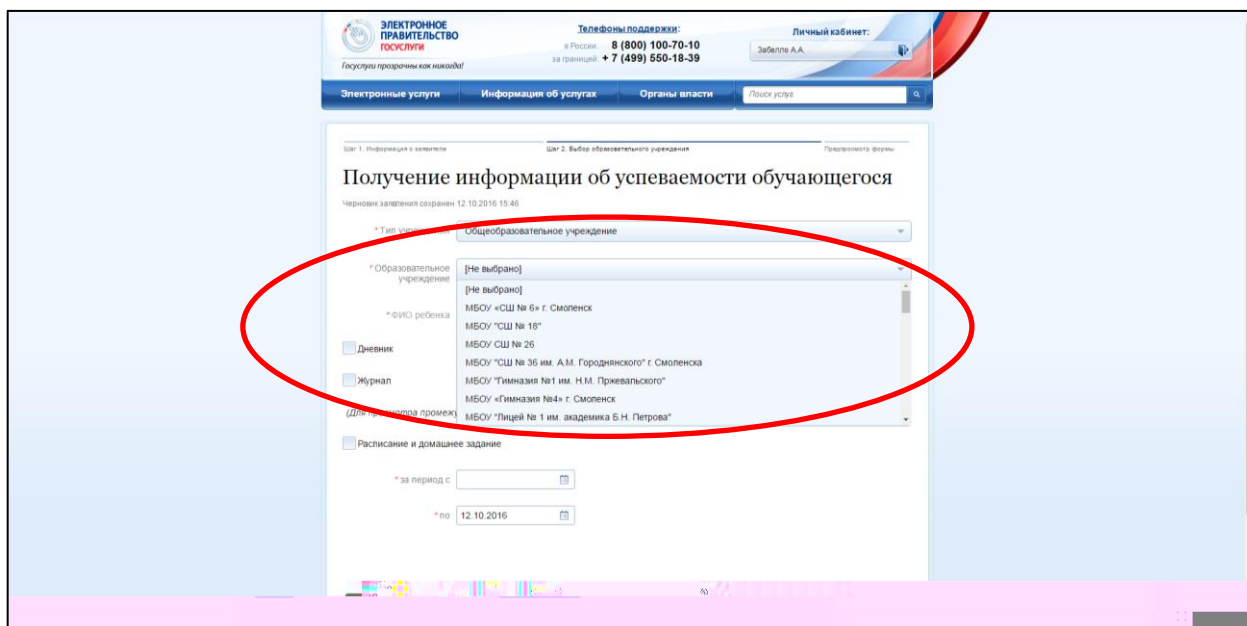 ЭЛЕКТРОННОЕ
ПРАВИТЕЛЬСТВО
ГОСУСЛУГИ
Госуслуги прозрачны как никогда!
Телефоны поддержки:
в России: 8 (800) 100-70-10
за границей: + 7 (499) 550-18-39
Личный кабинет:
Забелло А.А.
Электронные услуги Информация об услугах Органы власти Поиск услуг
Шаг 1. Информация о заявителе Шаг 2. Выбор образовательного учреждения Предпросмотр формы
Получение информации об успеваемости обучающегося
Черновик заявления сохранен 12.10.2016 15:46
*Тип Общеобразовательное учреждение
*Образовательное учреждение [Не выбрано]
[Не выбрано]
МБОУ «СШ № 6» г. Смоленск
*ФИО ребенка
МБОУ "СШ № 18"
Дневник
МБОУ СШ № 26
МБОУ "СШ № 36 им. А.М. Городнянского" г. Смоленска
Журнал
МБОУ "Гимназия №1 им. Н.М. Пржевальского"
МБОУ «Гимназия №4» г. Смоленск
(Для просмотра промежу
МБОУ "Лицей № 1 им. академика Б.Н. Петрова"
Расписание и домашнее задание
*за период с
*по 12.10.2016